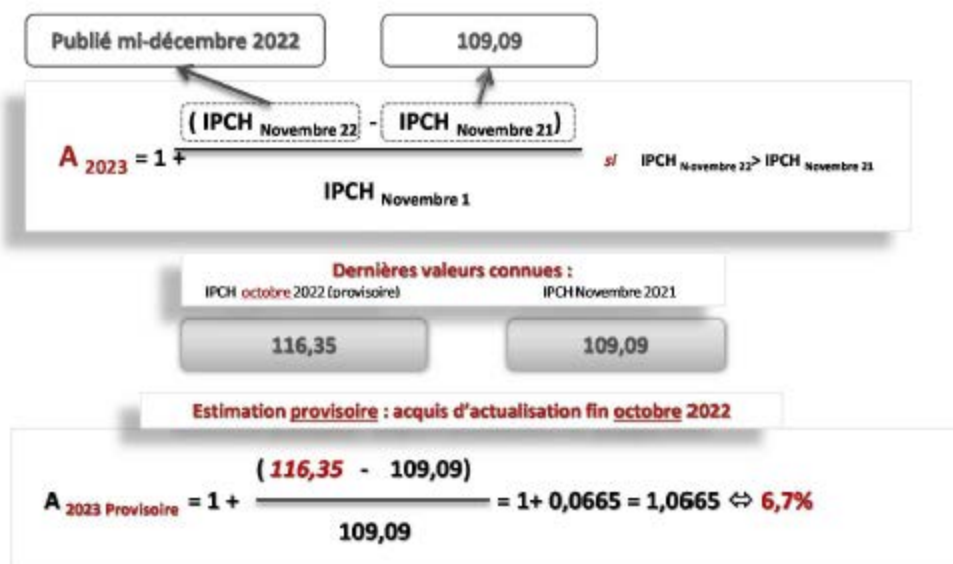 Publié mi-décembre 2022
109,09
( IPCH Novembre 22 - IPCH Novembre 21)
A 2023 = 1 +
IPCH Novembre 1
si IPCH Novembre 22> IPCH Novembre 21
Dernières valeurs connues :
IPCH octobre 2022 (provisoire) IPCH Novembre 2021
116,35 109,09
Estimation provisoire : acquis d'actualisation fin octobre 2022
( 116,35 - 109,09)
A 2023 Provisoire = 1 + = 1+ 0,0665 = 1,0665 ⇔ 6,7%
109,09